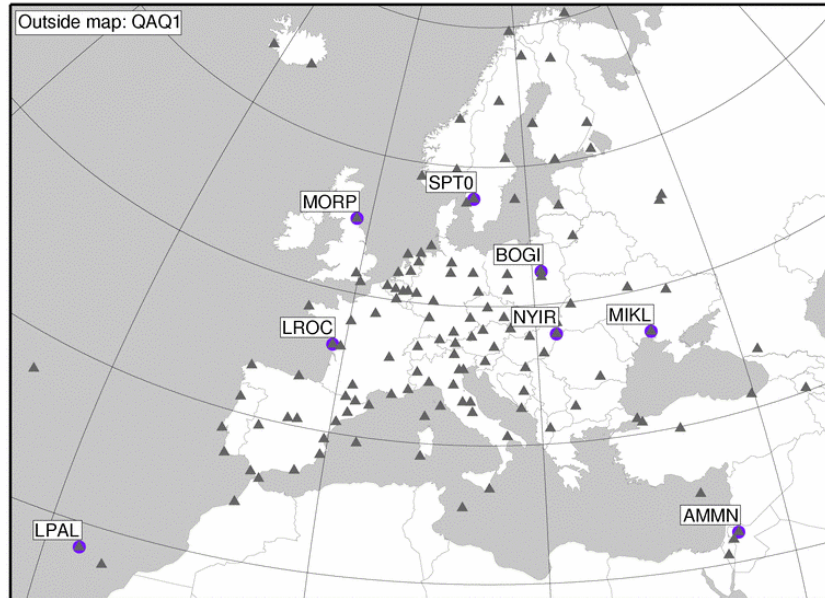 Outside map: QAQ1
SPT0
MORP
BOGI
LROC
NYIR
MIKL
LPAL
AMMN